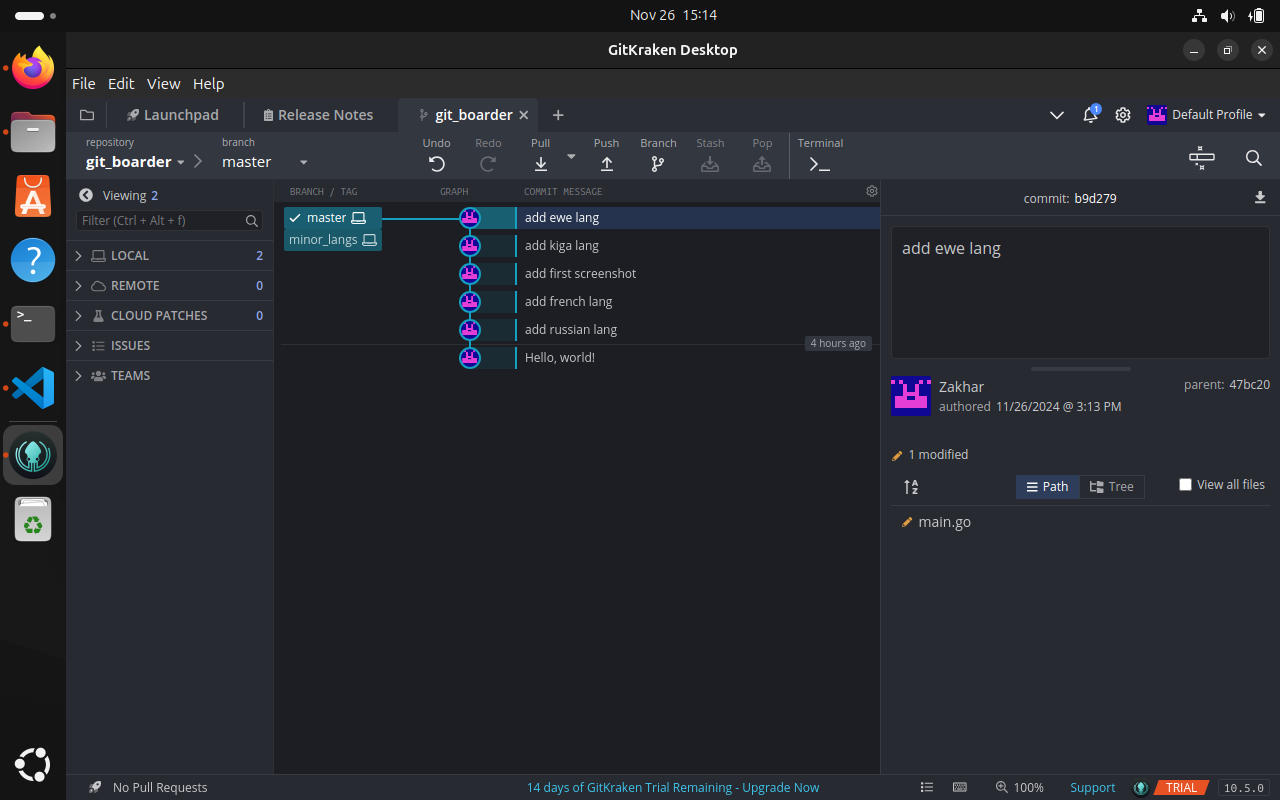 Nov 26 15:14
GitKraken Desktop
File Edit View Help
Launchpad
Release Notes
git_boarder
1
Default Profile
repository
git_boarder
branch
master
Undo
Redo
Pull
Push
Branch
Stash
Pop
Terminal
Viewing 2
Filter (Ctrl + Alt + f)
LOCAL 2
REMOTE 0
CLOUD PATCHES 0
ISSUES
TEAMS
BRANCH / TAG
GRAPH
COMMIT MESSAGE
master
minor_langs
add ewe lang
add kiga lang
add first screenshot
add french lang
add russian lang
4 hours ago
Hello, world!
commit: b9d279
add ewe lang
Zakhar
authored 11/26/2024 @ 3:13 PM
parent: 47bc20
1 modified
A
Z
Path
Tree
View all files
main.go
No Pull Requests
14 days of GitKraken Trial Remaining - Upgrade Now
100%
Support
TRIAL
10.5.0